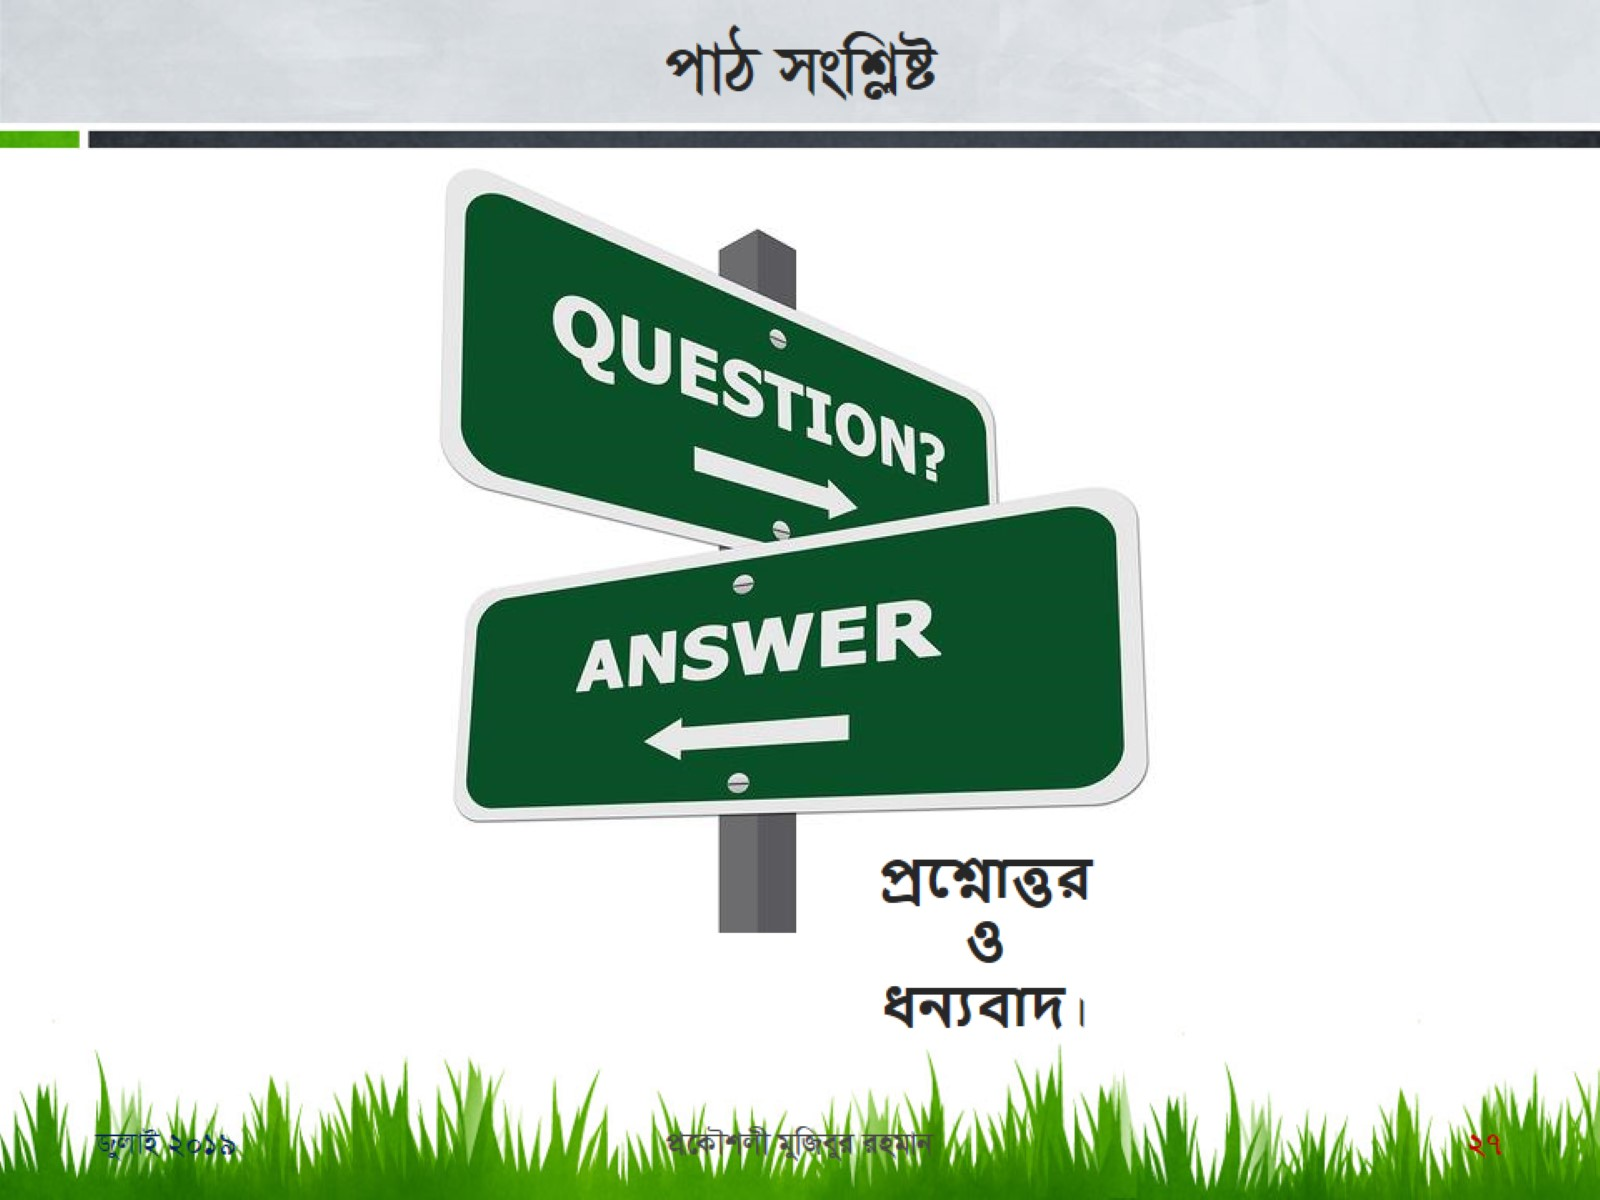 পাঠ সংশ্লিষ্ট
QUESTION?
ANSWER
প্রশ্নোত্তর
ও
ধন্যবাদ।
জুলাই ২০১৯
প্রকৌশলী মুজিবুর রহমান
২৭